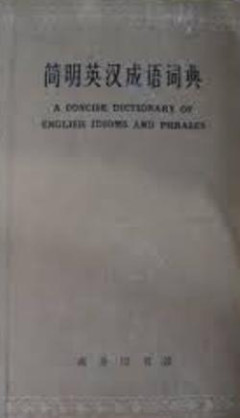 简明英汉成语词典
A CONCISE DICTIONARY OF
ENGLISH IDIOMS AND PHRASES
商务印书馆